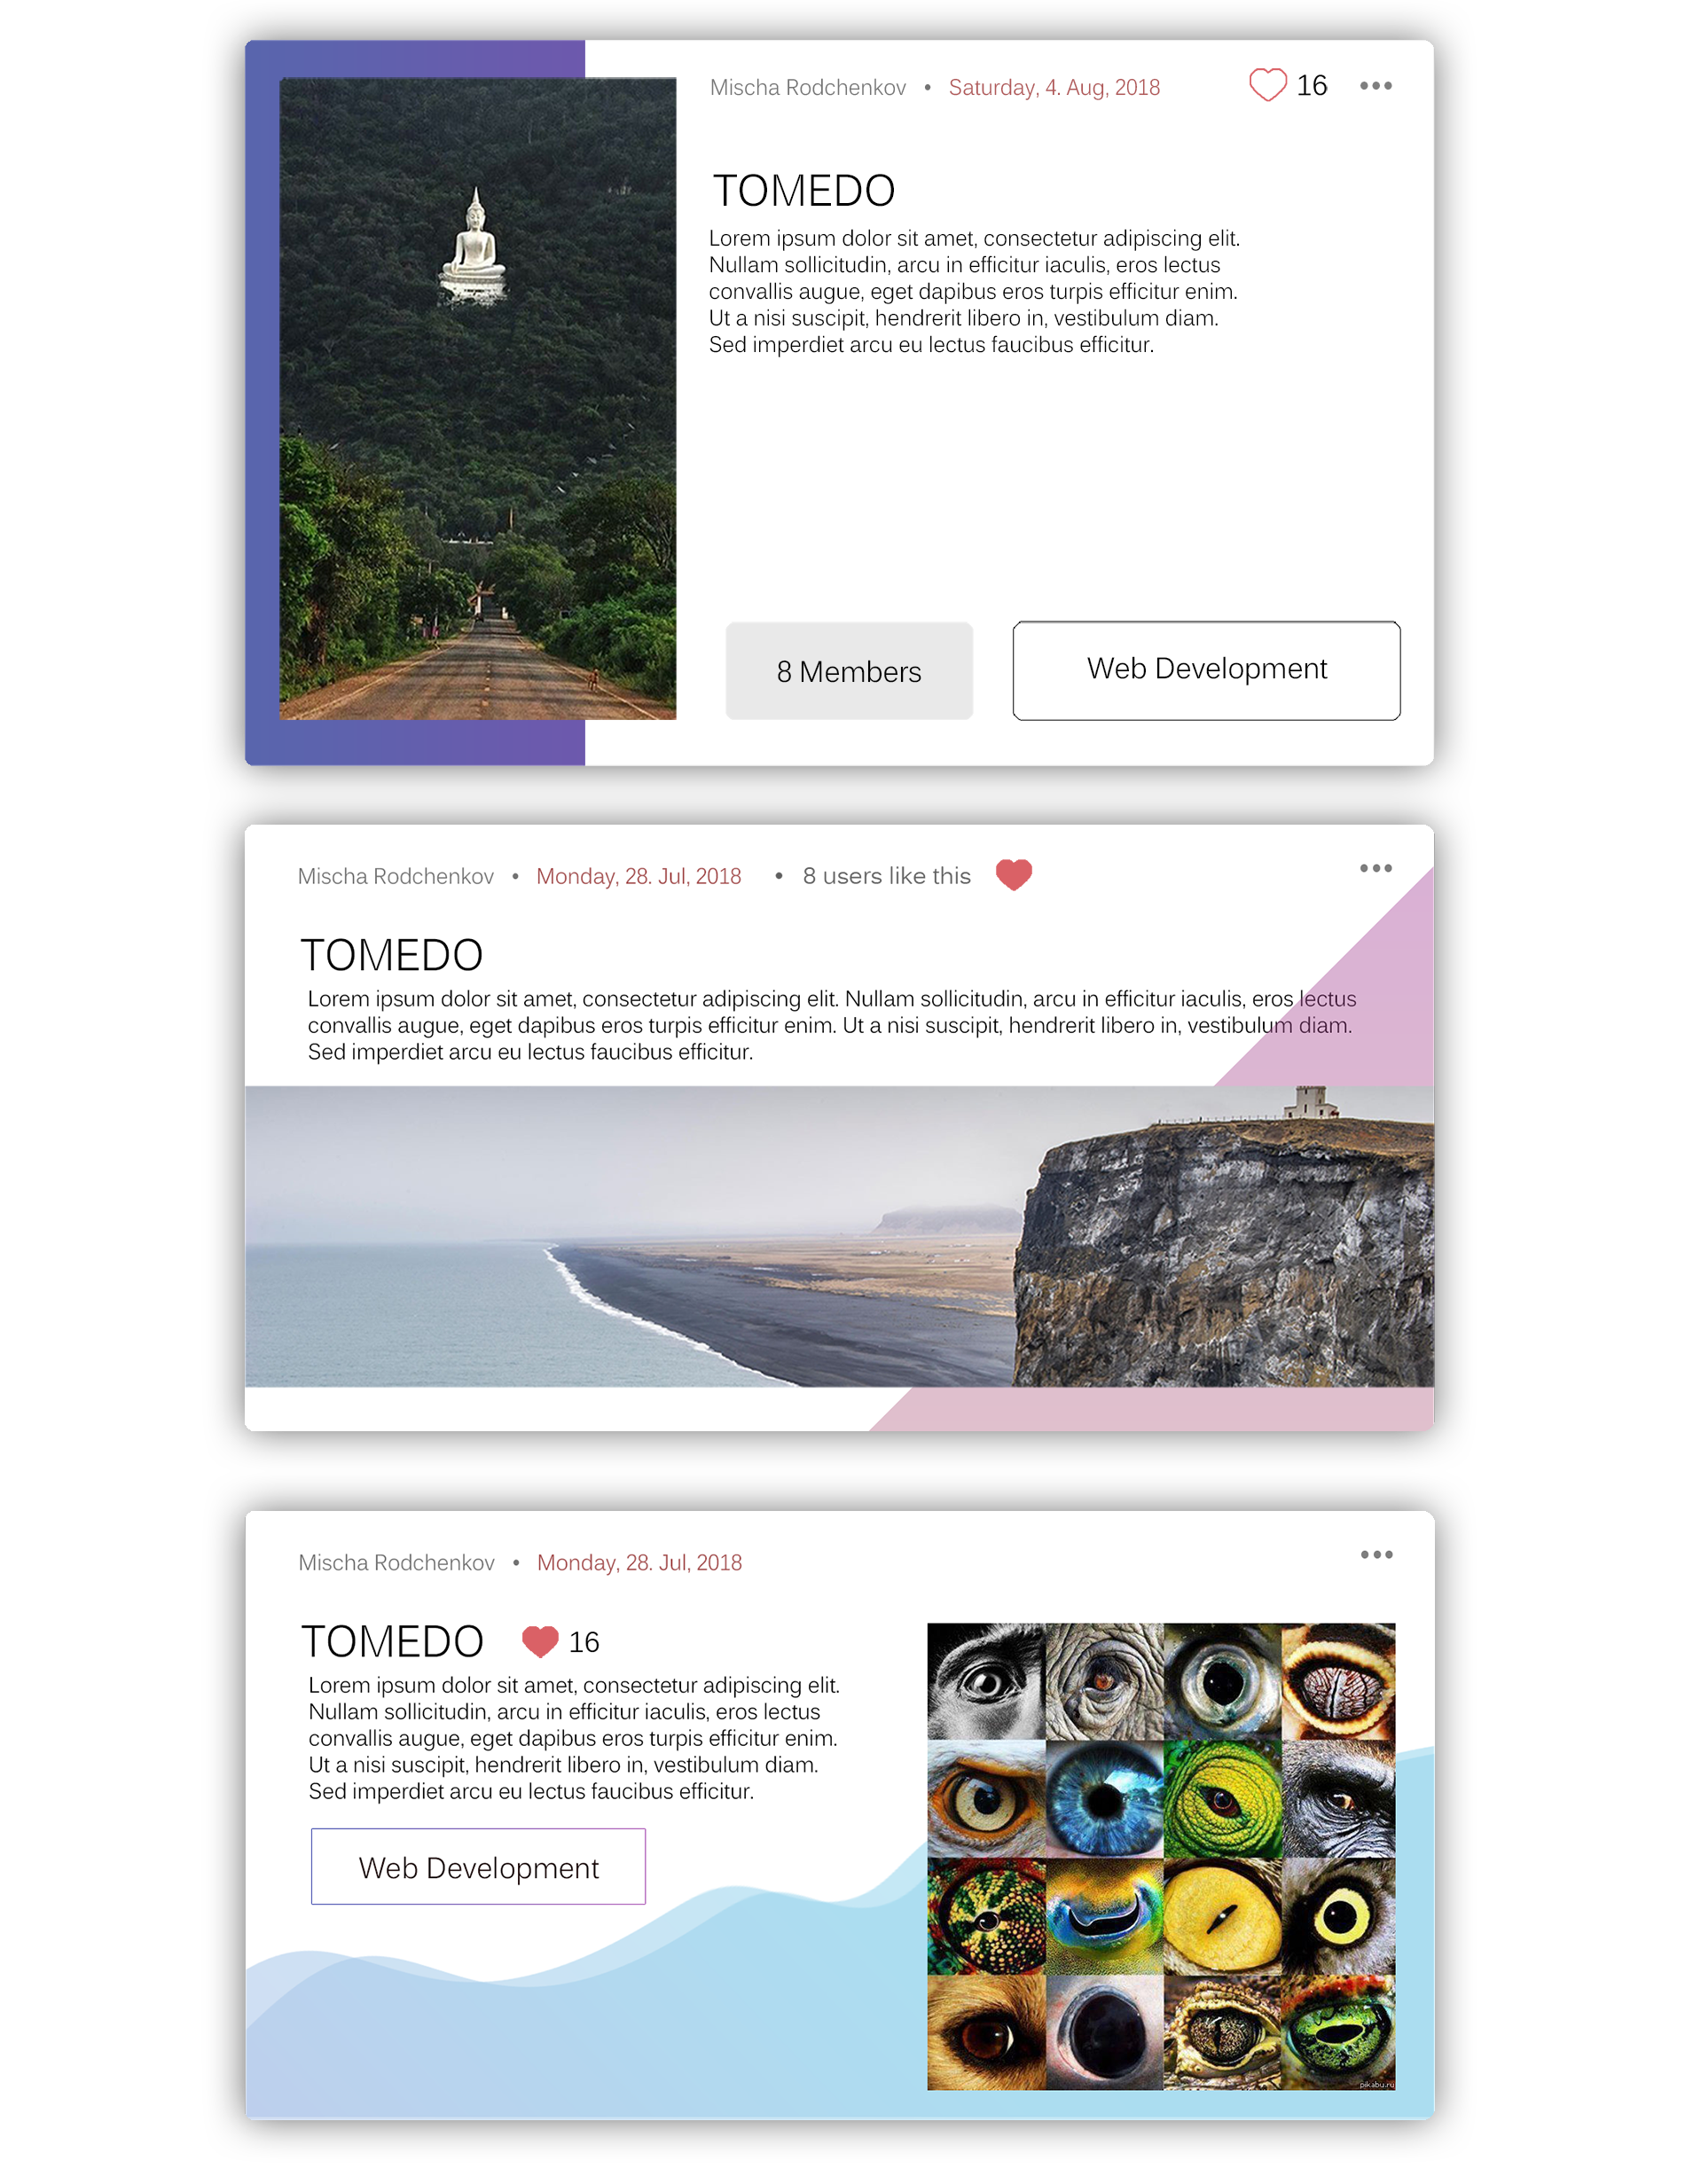 Mischa Rodchenkov • Saturday, 4. Aug, 2018 16 •••
TOMEDO
Lorem ipsum dolor sit amet, consectetur adipiscing elit.
Nullam sollicitudin, arcu in efficitur iaculis, eros lectus
convallis augue, eget dapibus eros turpis efficitur enim.
Ut a nisi suscipit, hendrerit libero in, vestibulum diam.
Sed imperdiet arcu eu lectus faucibus efficitur.
8 Members
Web Development
Mischa Rodchenkov • Monday, 28. Jul, 2018 • 8 users like this •••
TOMEDO
Lorem ipsum dolor sit amet, consectetur adipiscing elit. Nullam sollicitudin, arcu in efficitur iaculis, eros lectus
convallis augue, eget dapibus eros turpis efficitur enim. Ut a nisi suscipit, hendrerit libero in, vestibulum diam.
Sed imperdiet arcu eu lectus faucibus efficitur.
Mischa Rodchenkov • Monday, 28. Jul, 2018 •••
TOMEDO 16
Lorem ipsum dolor sit amet, consectetur adipiscing elit.
Nullam sollicitudin, arcu in efficitur iaculis, eros lectus
convallis augue, eget dapibus eros turpis efficitur enim.
Ut a nisi suscipit, hendrerit libero in, vestibulum diam.
Sed imperdiet arcu eu lectus faucibus efficitur.
Web Development
pikabu.ru